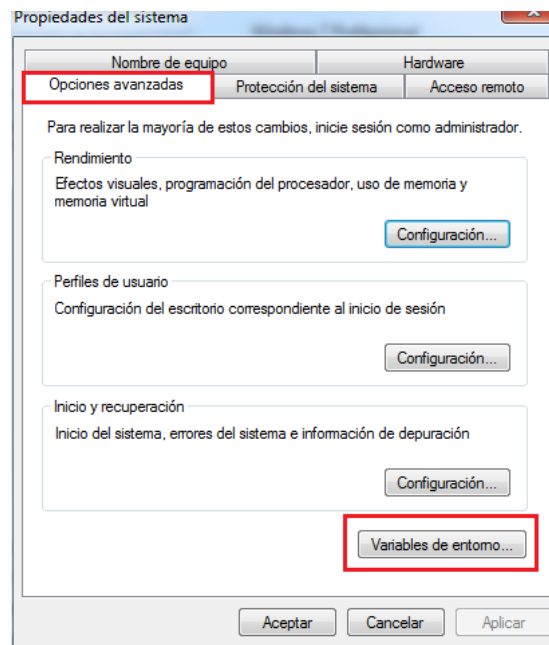 Propiedades del sistema
Nombre de equipo Hardware
Opciones avanzadas Protección del sistema Acceso remoto
Para realizar la mayoría de estos cambios, inicie sesión como administrador.
Rendimiento
Efectos visuales, programación del procesador, uso de memoria y
memoria virtual
Configuración...
Perfiles de usuario
Configuración del escritorio correspondiente al inicio de sesión
Configuración...
Inicio y recuperación
Inicio del sistema, errores del sistema e información de depuración
Configuración...
Variables de entorno...
Aceptar Cancelar Aplicar